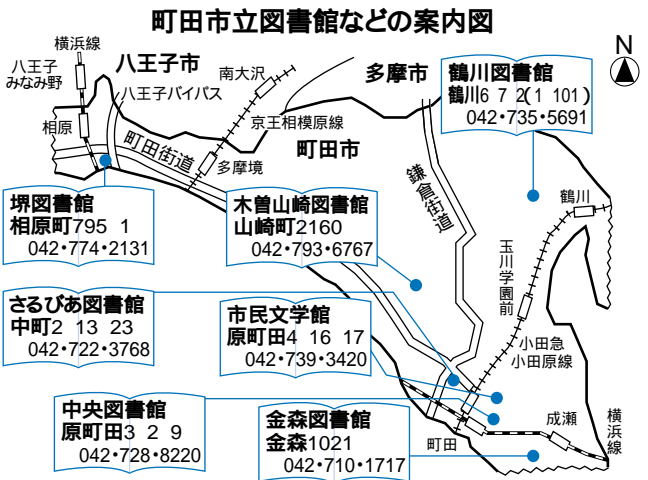 町田市立図書館などの案内図
N
横浜線
八王子
みなみ野
八王子市
南大沢
多摩市
八王子バイパス
相原
京王相模原線
町田街道
多摩境
町田市
鎌倉街道
鶴川図書館
鶴川6 7 2(1 101)
042・735・5691
鶴川
堺図書館
相原町795 1
042・774・2131
木曽山崎図書館
山崎町2160
042・793・6767
玉川学園前
さるびあ図書館
中町2 13 23
042・722・3768
市民文学館
原町田4 16 17
042・739・3420
小田急
小田原線
中央図書館
原町田3 2 9
042・728・8220
金森図書館
金森1021
042・710・1717
町田
成瀬
横浜線